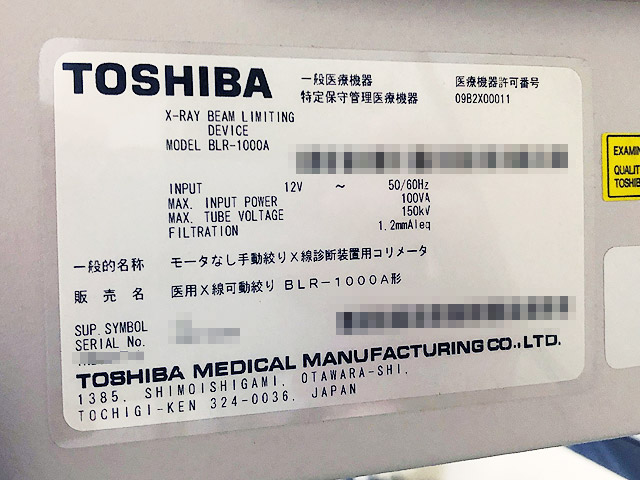 TOSHIBA
一般医療機器
特定保守管理医療機器
医療機器許可番号
09B2X00011
X-RAY BEAM LIMITING
DEVICE
MODEL BLR-1000A
INPUT 12V ～ 50/60Hz
MAX. INPUT POWER 100VA
MAX. TUBE VOLTAGE 150kV
FILTRATION 1.2mmAleq
一般的名称 モータなし手動絞りX線診断装置用コリメータ
販売名 医用X線可動絞り BLR-1000A形
SUP. SYMBOL
SERIAL No.
TOSHIBA MEDICAL MANUFACTURING CO., LTD.
1385, SHIMOISHIGAMI, OTAWARA-SHI,
TOCHIGI-KEN 324-0036, JAPAN
EXAMIN
QUALIT
TOSHIB